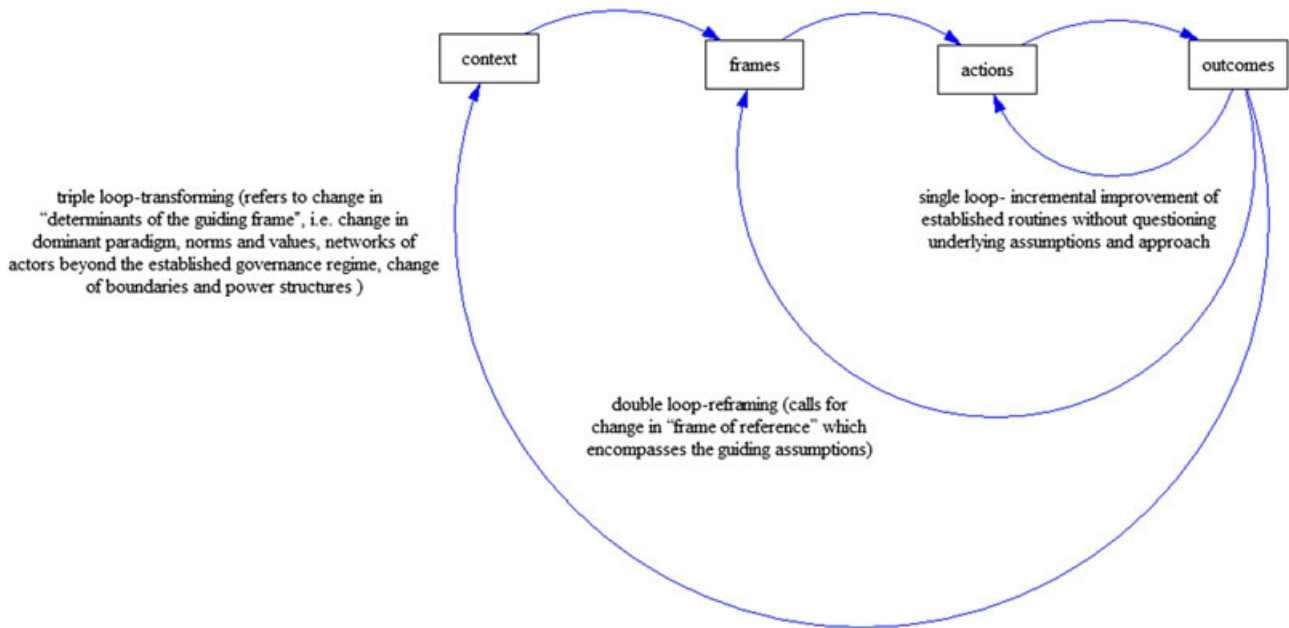 context
frames
actions
outcomes
triple loop-transforming (refers to change in
“determinants of the guiding frame”, i.e. change in
dominant paradigm, norms and values, networks of
actors beyond the established governance regime, change
of boundaries and power structures )
single loop- incremental improvement of
established routines without questioning
underlying assumptions and approach
double loop-reframing (calls for
change in “frame of reference” which
encompasses the guiding assumptions)